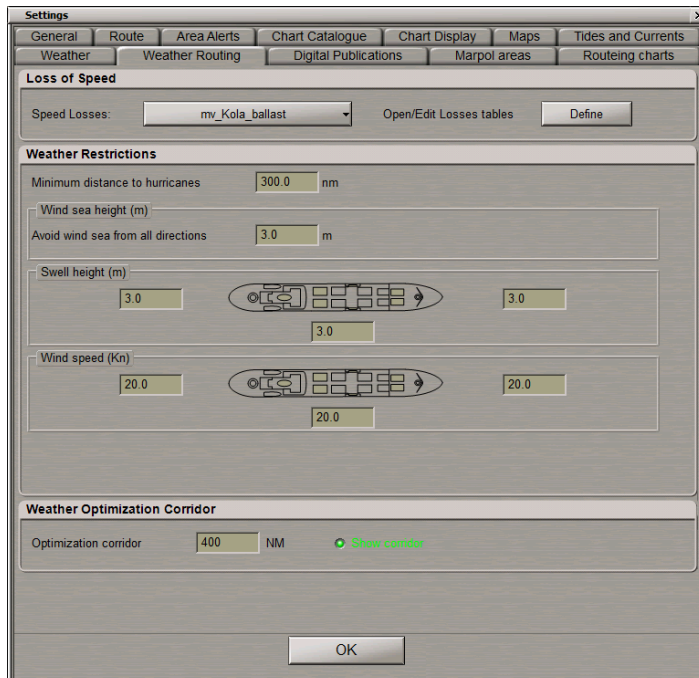 Settings
General Route Area Alerts Chart Catalogue Chart Display Maps Tides and Currents
Weather Weather Routing Digital Publications Marpol areas Routeing charts
Loss of Speed
Speed Losses: mv_Kola_ballast Open/Edit Losses tables Define
Weather Restrictions
Minimum distance to hurricanes 300.0 nm
Wind sea height (m)
Avoid wind sea from all directions 3.0 m
Swell height (m)
3.0 3.0
3.0
Wind speed (Kn)
20.0 20.0
20.0
Weather Optimization Corridor
Optimization corridor 400 NM Show corridor
OK